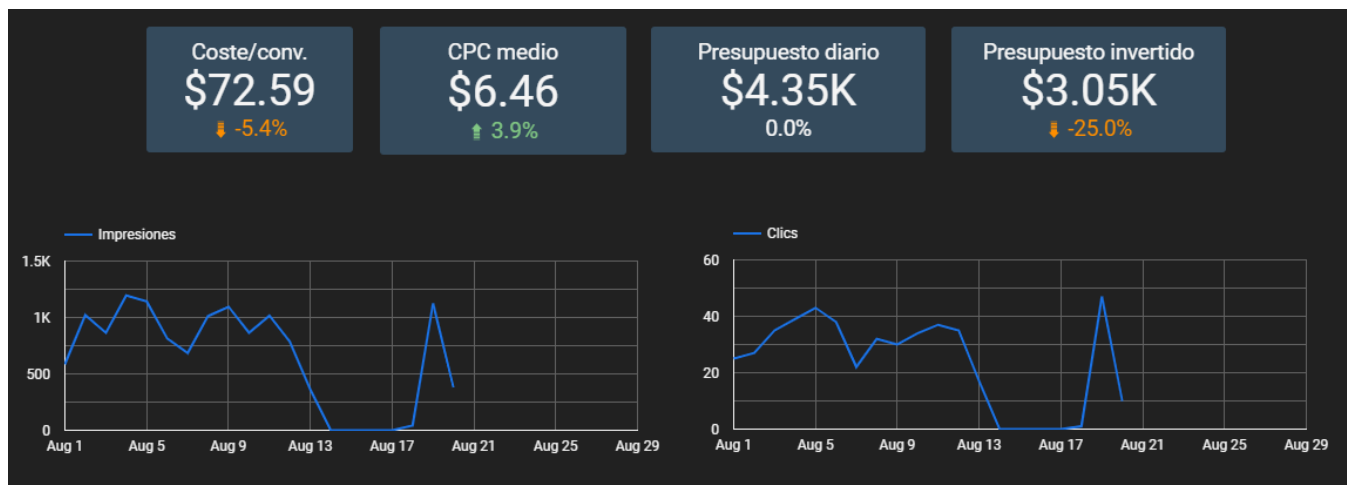 Coste/conv.
$72.59
-5.4%
CPC medio
$6.46
3.9%
Presupuesto diario
$4.35K
0.0%
Presupuesto invertido
$3.05K
-25.0%
Impresiones
1.5K
1K
500
0
Aug 1 Aug 5 Aug 9 Aug 13 Aug 17 Aug 21 Aug 25 Aug 29
Clics
60
40
20
0
Aug 1 Aug 5 Aug 9 Aug 13 Aug 17 Aug 21 Aug 25 Aug 29